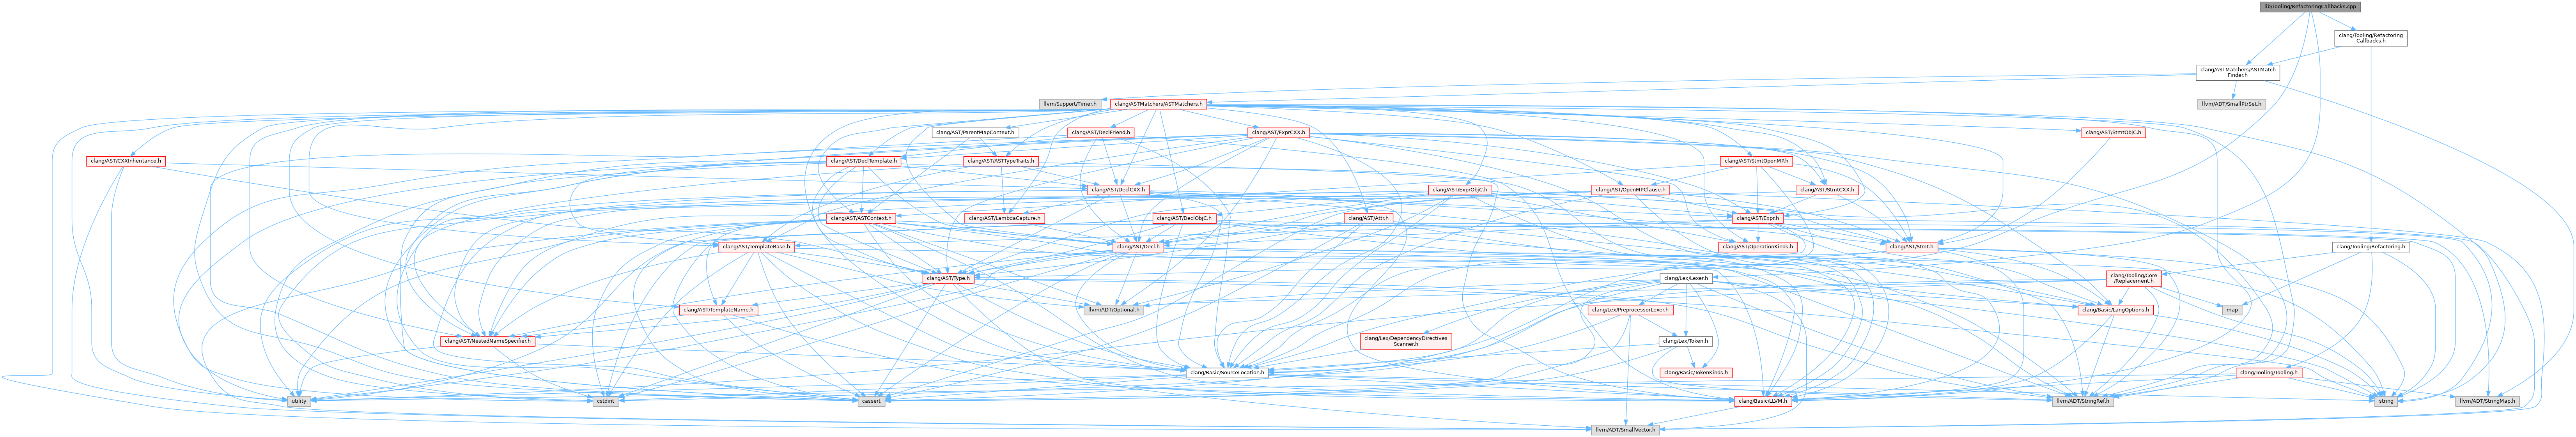 lib/Tooling/RefactoringCallbacks.cpp
clang/Tooling/Refactoring
Callbacks.h
clang/ASTMatchers/ASTMatch
Finder.h
llvm/Support/Timer.h
clang/ASTMatchers/ASTMatchers.h
llvm/ADT/SmallPtrSet.h
clang/AST/ParentMapContext.h
clang/AST/DeclFriend.h
clang/AST/ExprCXX.h
clang/AST/StmtObjC.h
clang/AST/CXXInheritance.h
clang/AST/DeclTemplate.h
clang/AST/ASTTypeTraits.h
clang/AST/StmtOpenMP.h
clang/AST/DeclCXX.h
clang/AST/ExprObjC.h
clang/AST/OpenMPClause.h
clang/AST/StmtCXX.h
clang/AST/ASTContext.h
clang/AST/LambdaCapture.h
clang/AST/DeclObjC.h
clang/AST/Attr.h
clang/AST/Expr.h
clang/AST/TemplateBase.h
clang/AST/Decl.h
clang/AST/OperationKinds.h
clang/AST/Stmt.h
clang/Tooling/Refactoring.h
clang/AST/Type.h
clang/Lex/Lexer.h
clang/Tooling/Core
/Replacement.h
clang/AST/TemplateName.h
llvm/ADT/Optional.h
clang/Lex/PreprocessorLexer.h
clang/Basic/LangOptions.h
map
clang/AST/NestedNameSpecifier.h
clang/Lex/DependencyDirectives
Scanner.h
clang/Lex/Token.h
clang/Basic/SourceLocation.h
clang/Basic/TokenKinds.h
clang/Tooling/Tooling.h
utility
cstdint
cassert
clang/Basic/LLVM.h
llvm/ADT/StringRef.h
string
llvm/ADT/StringMap.h
llvm/ADT/SmallVector.h